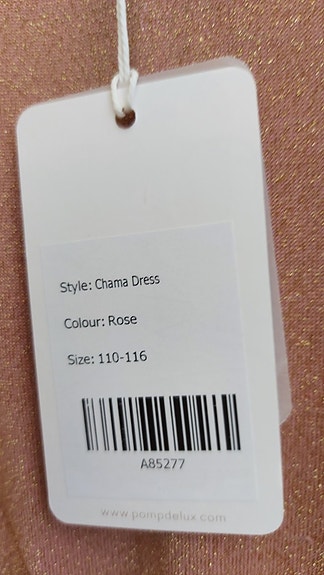 Style: Chama Dress
Colour: Rose
Size: 110-116
A85277
www.pompdelux.com